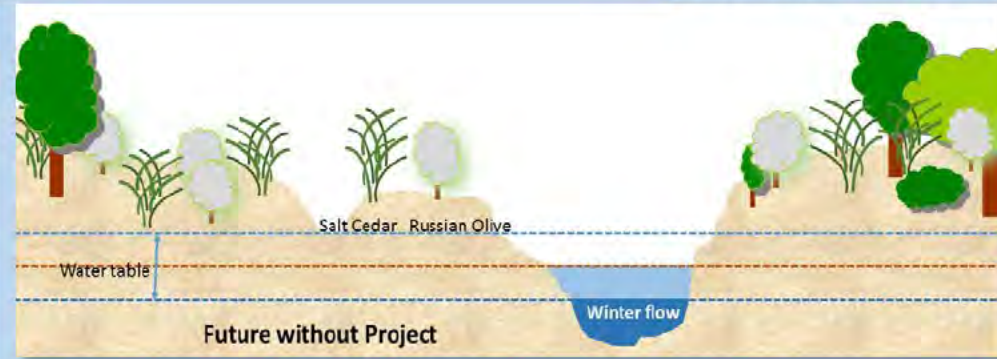 Salt Cedar Russian Olive
Water table
Winter flow
Future without Project